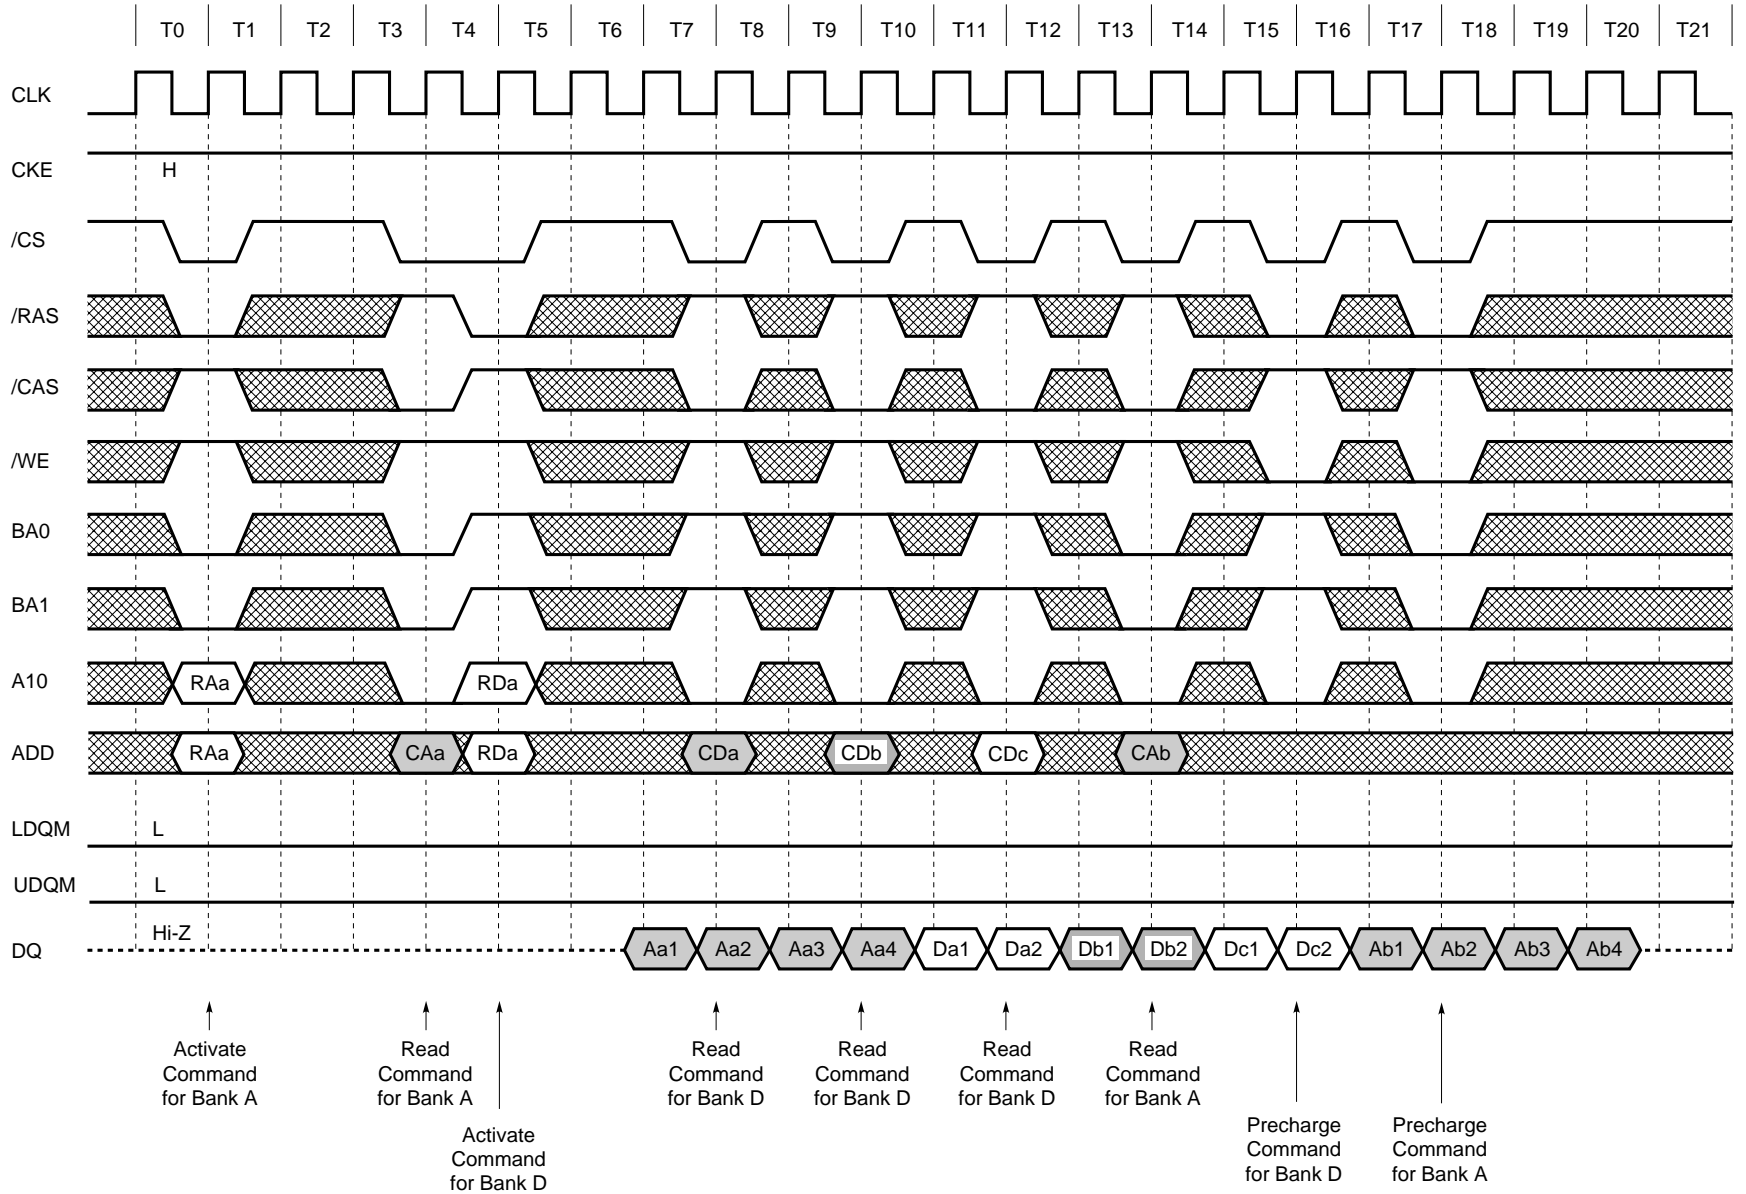 T0 T1 T2 T3 T4 T5 T6 T7 T8 T9 T10 T11 T12 T13 T14 T15 T16 T17 T18 T19 T20 T21
CLK
CKE H
/CS
/RAS
/CAS
/WE
BA0
BA1
A10 RAa RDa
ADD RAa CAa RDa CDa CDb CDc CAb
LDQM L
UDQM L
Hi-Z
DQ Aa1 Aa2 Aa3 Aa4 Da1 Da2 Db1 Db2 Dc1 Dc2 Ab1 Ab2 Ab3 Ab4
Activate
Command
for Bank A
Read
Command
for Bank A
Activate
Command
for Bank D
Read
Command
for Bank D
Read
Command
for Bank D
Read
Command
for Bank D
Read
Command
for Bank A
Precharge
Command
for Bank D
Precharge
Command
for Bank A